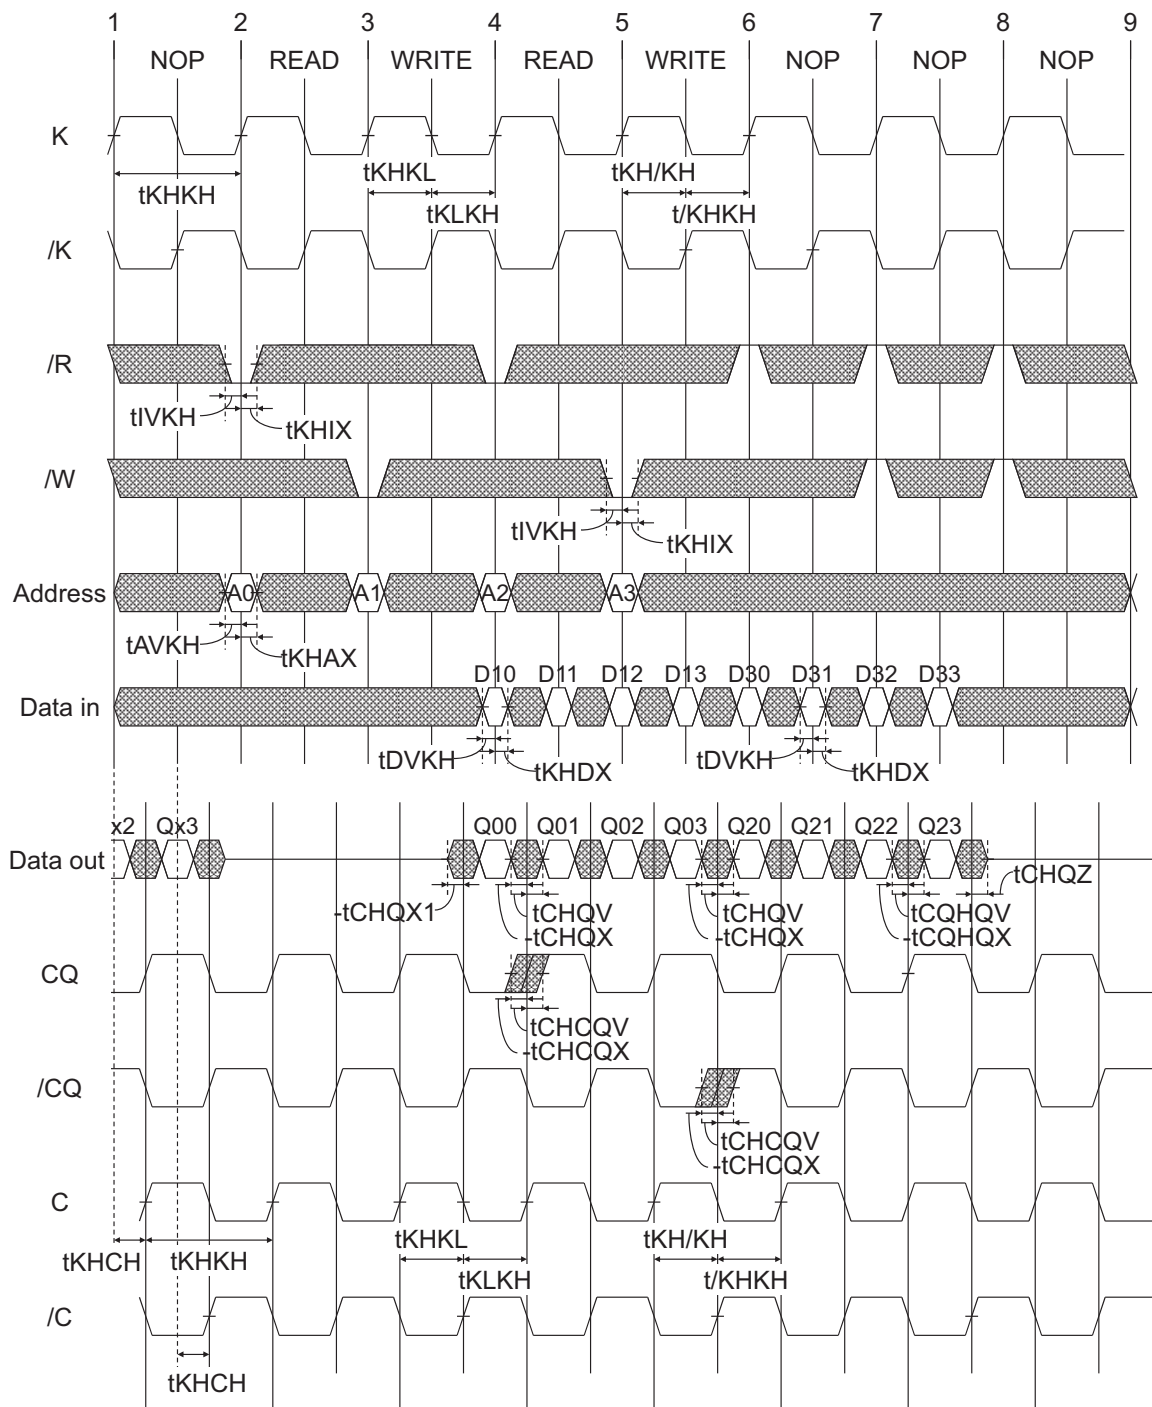 1 2 3 4 5 6 7 8 9
NOP READ WRITE READ WRITE NOP NOP NOP
K
tKHKH tKHKL tKH/KH
tKLKH t/KHKH
/K
/R
tIVKH tKHIX
/W
tIVKH tKHIX
Address A0 A1 A2 A3
tAVKH tKHAX
D10 D11 D12 D13 D30 D31 D32 D33
Data in
tDVKH tKHDX tDVKH tKHDX
x2 Qx3 Q00 Q01 Q02 Q03 Q20 Q21 Q22 Q23
Data out
tCHQZ
-tCHQX1 tCHQV tCHQV tCQHQV
-tCHQX -tCHQX -tCQHQX
CQ
tCHCQV
-tCHCQX
/CQ
tCHCQV
-tCHCQX
C
tKHCH tKHKH tKHKL tKH/KH
tKLKH t/KHKH
/C
tKHCH